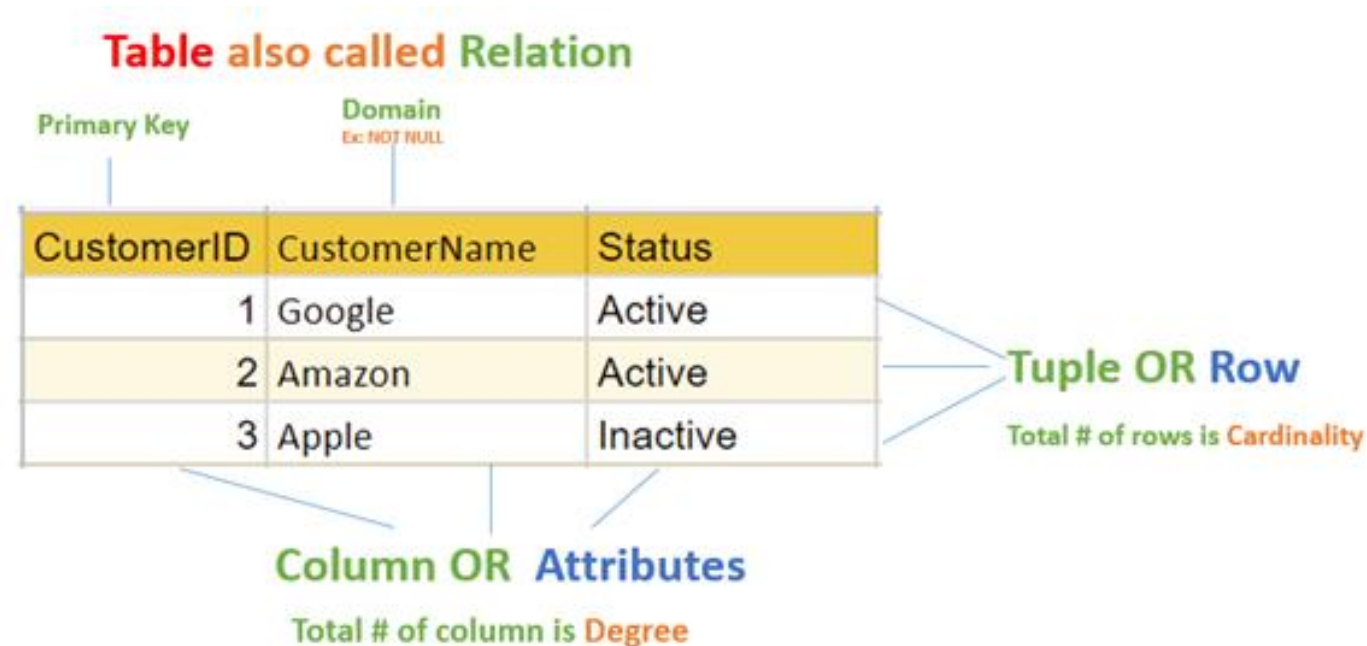 Table also called Relation
Primary Key
Domain
Ex: NOT NULL
CustomerID CustomerName Status
1 Google Active
2 Amazon Active
3 Apple Inactive
Tuple OR Row
Total # of rows is Cardinality
Column OR Attributes
Total # of column is Degree